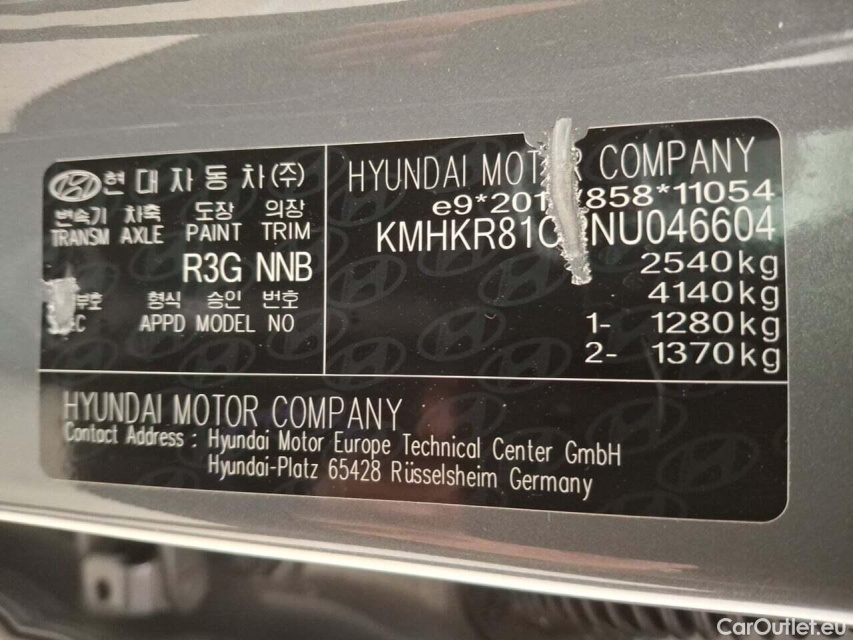 현대자동차(주)
변속기 차축 도장 의장
TRANSM AXLE PAINT TRIM
R3G NNB
형식 승인 번호
APPD MODEL NO
HYUNDAI COMPANY
2540kg
4140kg
1- 1280kg
2- 1370kg
HYUNDAI MOTOR COMPANY
Contact Address : Hyundai Motor Europe Technical Center GmbH
Hyundai-Platz 65428 Rüsselsheim Germany
CarOutlet.eu